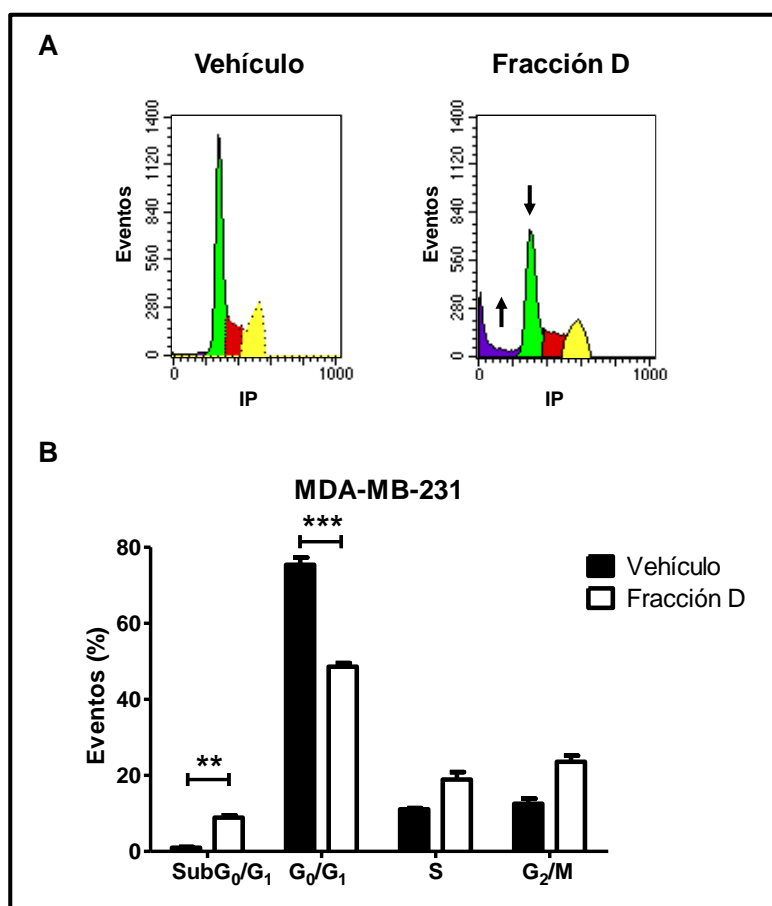 A
Vehículo
Fracción D
Eventos
1400
1120
840
560
280
0
0
1000
IP
Eventos
1400
1120
840
560
280
0
0
1000
IP
B
MDA-MB-231
Eventos (%)
80
60
40
20
0
**
***
Vehículo
Fracción D
SubG₀/G₁ G₀/G₁ S G₂/M